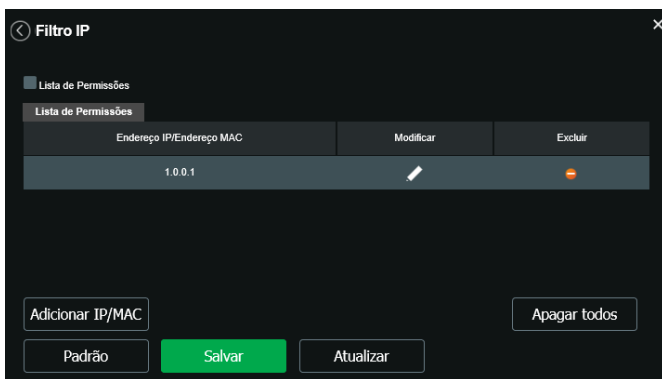 Filtro IP
×
Lista de Permissões
Lista de Permissões
Endereço IP/Endereço MAC Modificar Excluir
1.0.0.1
Adicionar IP/MAC Apagar todos
Padrão Salvar Atualizar